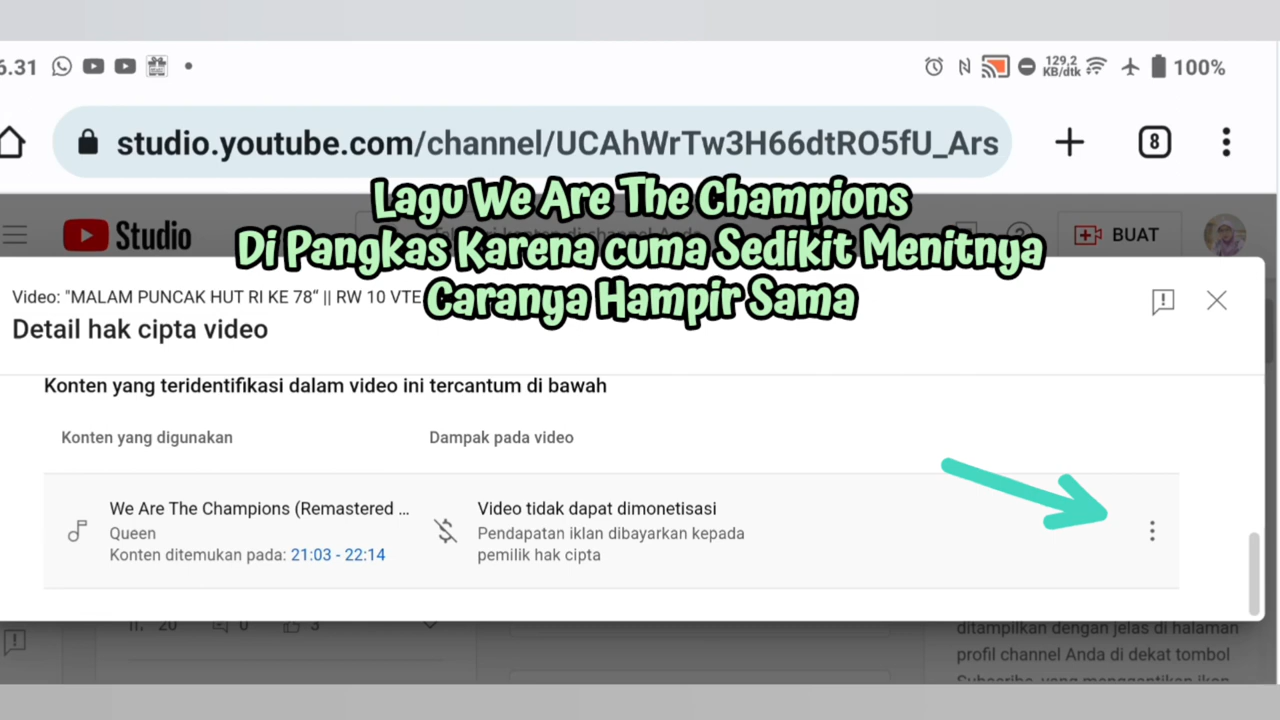 6.31
129,2 KB/dtk
100%
studio.youtube.com/channel/UCAhWrTw3H66dtRO5fU_Ars
8
Lagu We Are The Champions
Di Pangkas Karena cuma Sedikit Menitnya
Caranya Hampir Sama
Studio
BUAT
Video: "MALAM PUNCAK HUT RI KE 78“ || RW 10 VTE
Detail hak cipta video
Konten yang teridentifikasi dalam video ini tercantum di bawah
Konten yang digunakan
Dampak pada video
We Are The Champions (Remastered ...
Queen
Konten ditemukan pada: 21:03 - 22:14
Video tidak dapat dimonetisasi
Pendapatan iklan dibayarkan kepada
pemilik hak cipta
20
0
3
ditampilkan dengan jelas di halaman
profil channel Anda di dekat tombol
Subscribe, yang menggantikan ikon